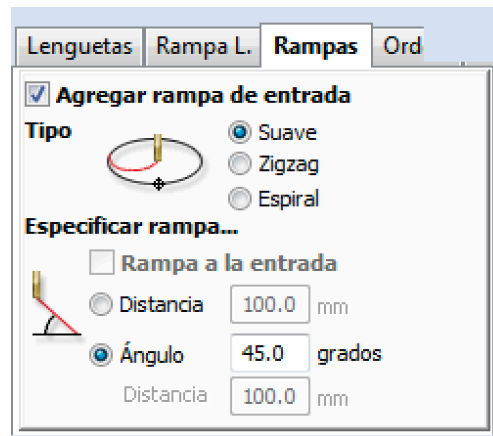 Lenguetas Rampa L. Rampas Ord
Agregar rampa de entrada
Tipo
Suave
Zigzag
Espiral
Especificar rampa...
Rampa a la entrada
Distancia 100.0 mm
Ángulo 45.0 grados
Distancia 100.0 mm